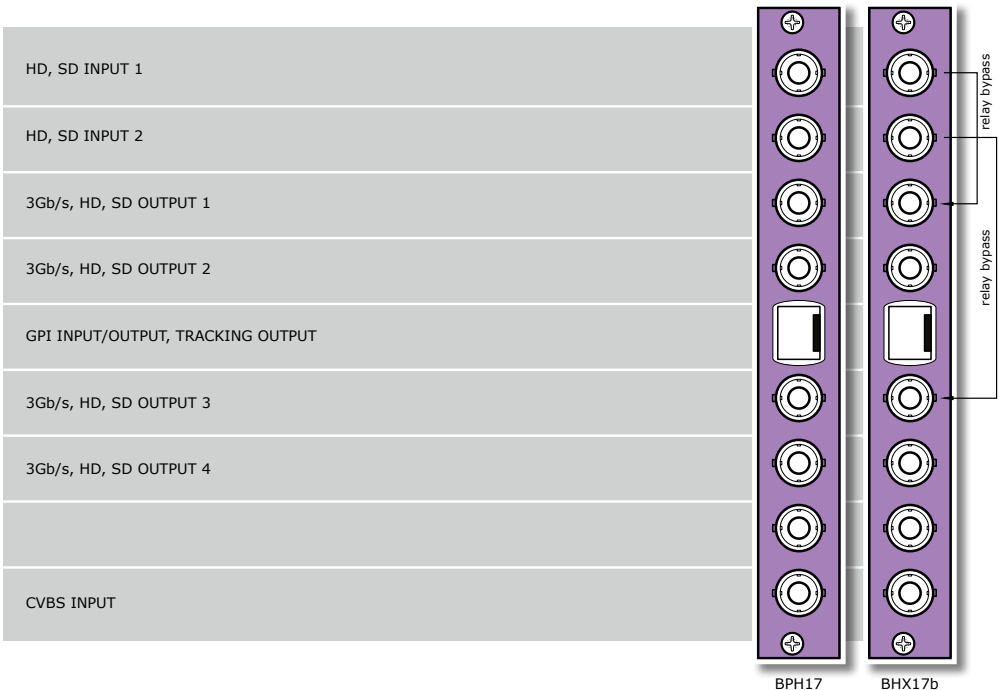 HD, SD INPUT 1
HD, SD INPUT 2
3Gb/s, HD, SD OUTPUT 1
3Gb/s, HD, SD OUTPUT 2
GPI INPUT/OUTPUT, TRACKING OUTPUT
3Gb/s, HD, SD OUTPUT 3
3Gb/s, HD, SD OUTPUT 4
CVBS INPUT
relay bypass
relay bypass
BPH17
BHX17b